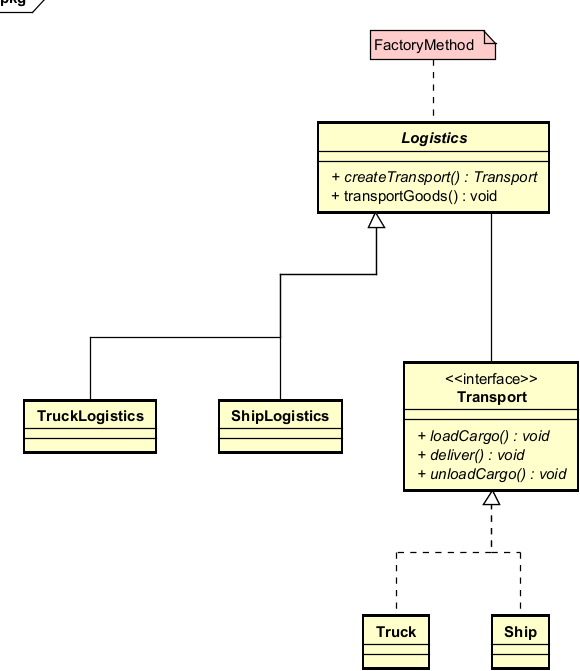 pkg
FactoryMethod
Logistics
+ createTransport() : Transport
+ transportGoods() : void
TruckLogistics
ShipLogistics
<<interface>>
Transport
+ loadCargo() : void
+ deliver() : void
+ unloadCargo() : void
Truck
Ship